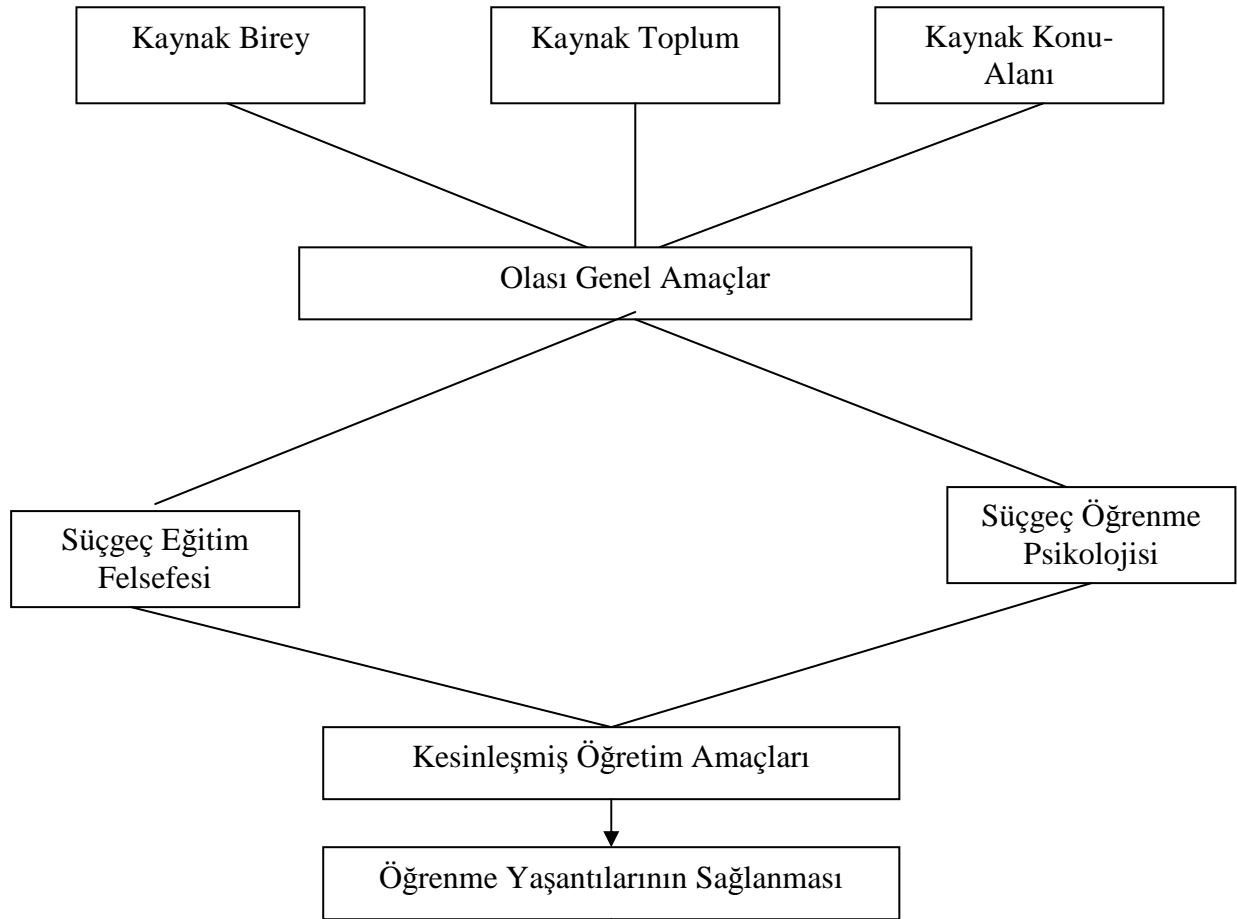 Kaynak Birey
Kaynak Toplum
Kaynak Konu-
Alanı
Olası Genel Amaçlar
Süçgeç Eğitim
Felsefesi
Süçgeç Öğrenme
Psikolojisi
Kesinleşmiş Öğretim Amaçları
Öğrenme Yaşantılarının Sağlanması